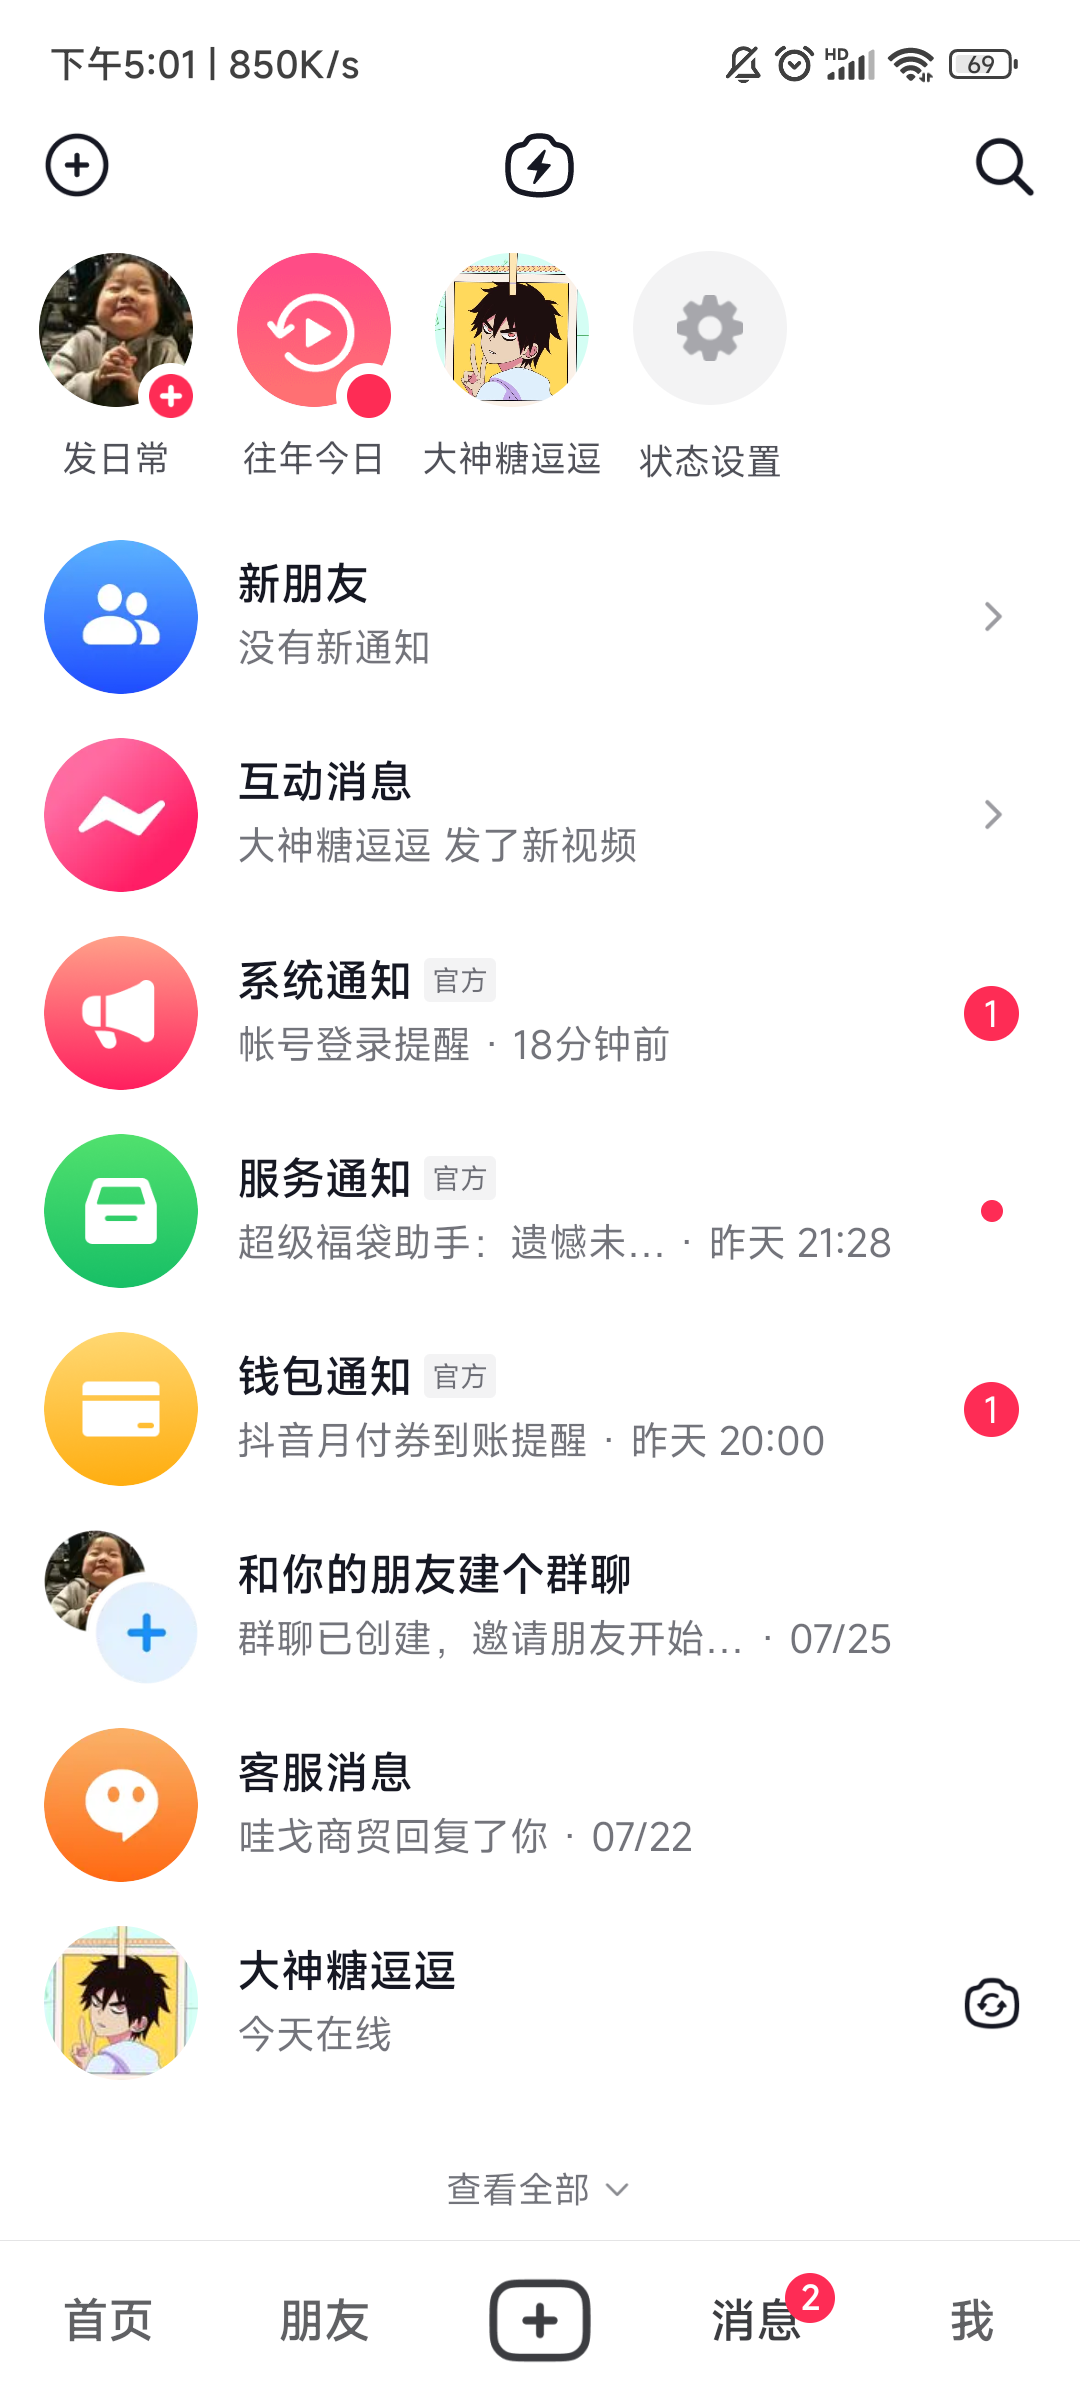 下午5:01 | 850K/s
HD
69
发日常
往年今日
大神糖逗逗
状态设置
新朋友
没有新通知
互动消息
大神糖逗逗 发了新视频
系统通知 官方
帐号登录提醒 · 18分钟前
1
服务通知 官方
超级福袋助手：遗憾未... · 昨天 21:28
钱包通知 官方
抖音月付券到账提醒 · 昨天 20:00
1
和你的朋友建个群聊
群聊已创建，邀请朋友开始... · 07/25
客服消息
哇戈商贸回复了你 · 07/22
大神糖逗逗
今天在线
查看全部
首页
朋友
消息
2
我